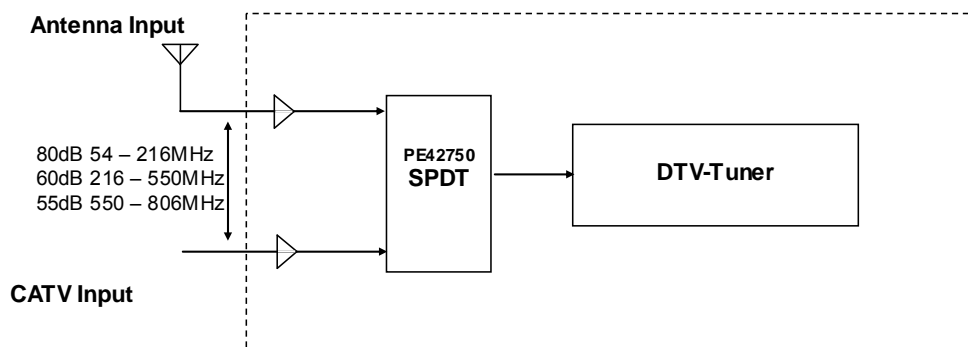 Antenna Input
80dB 54 – 216MHz
60dB 216 – 550MHz
55dB 550 – 806MHz
PE42750
SPDT
DTV-Tuner
CATV Input